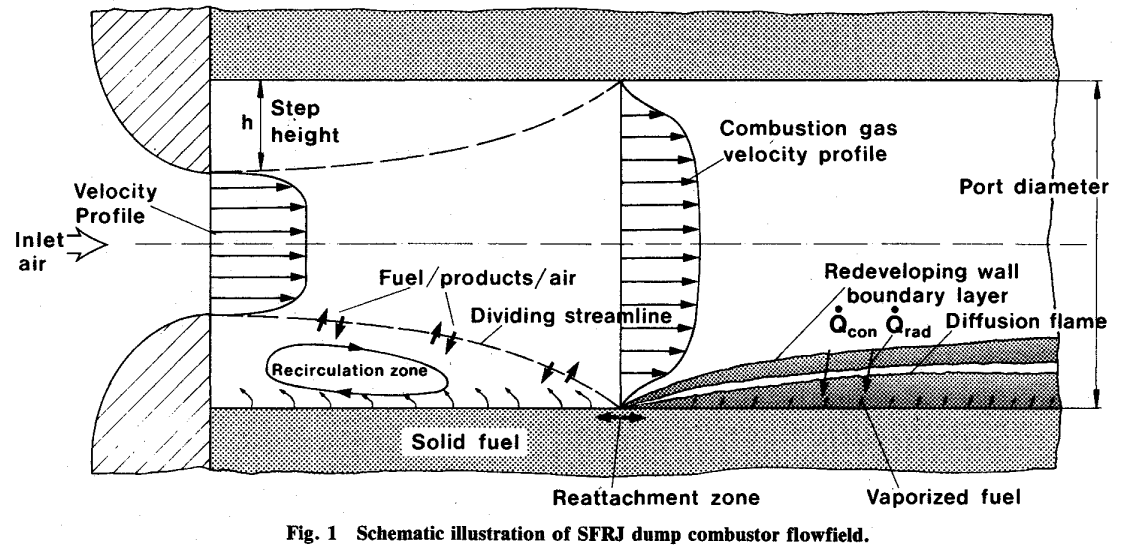 h
Step
height
Combustion gas
velocity profile
Port diameter
Velocity
Profile
Inlet
air
Fuel/products/air
Dividing streamline
Redeveloping wall
boundary layer
Q̇con Q̇rad
Diffusion flame
Recirculation zone
Solid fuel
Reattachment zone
Vaporized fuel
Fig. 1 Schematic illustration of SFRJ dump combustor flowfield.